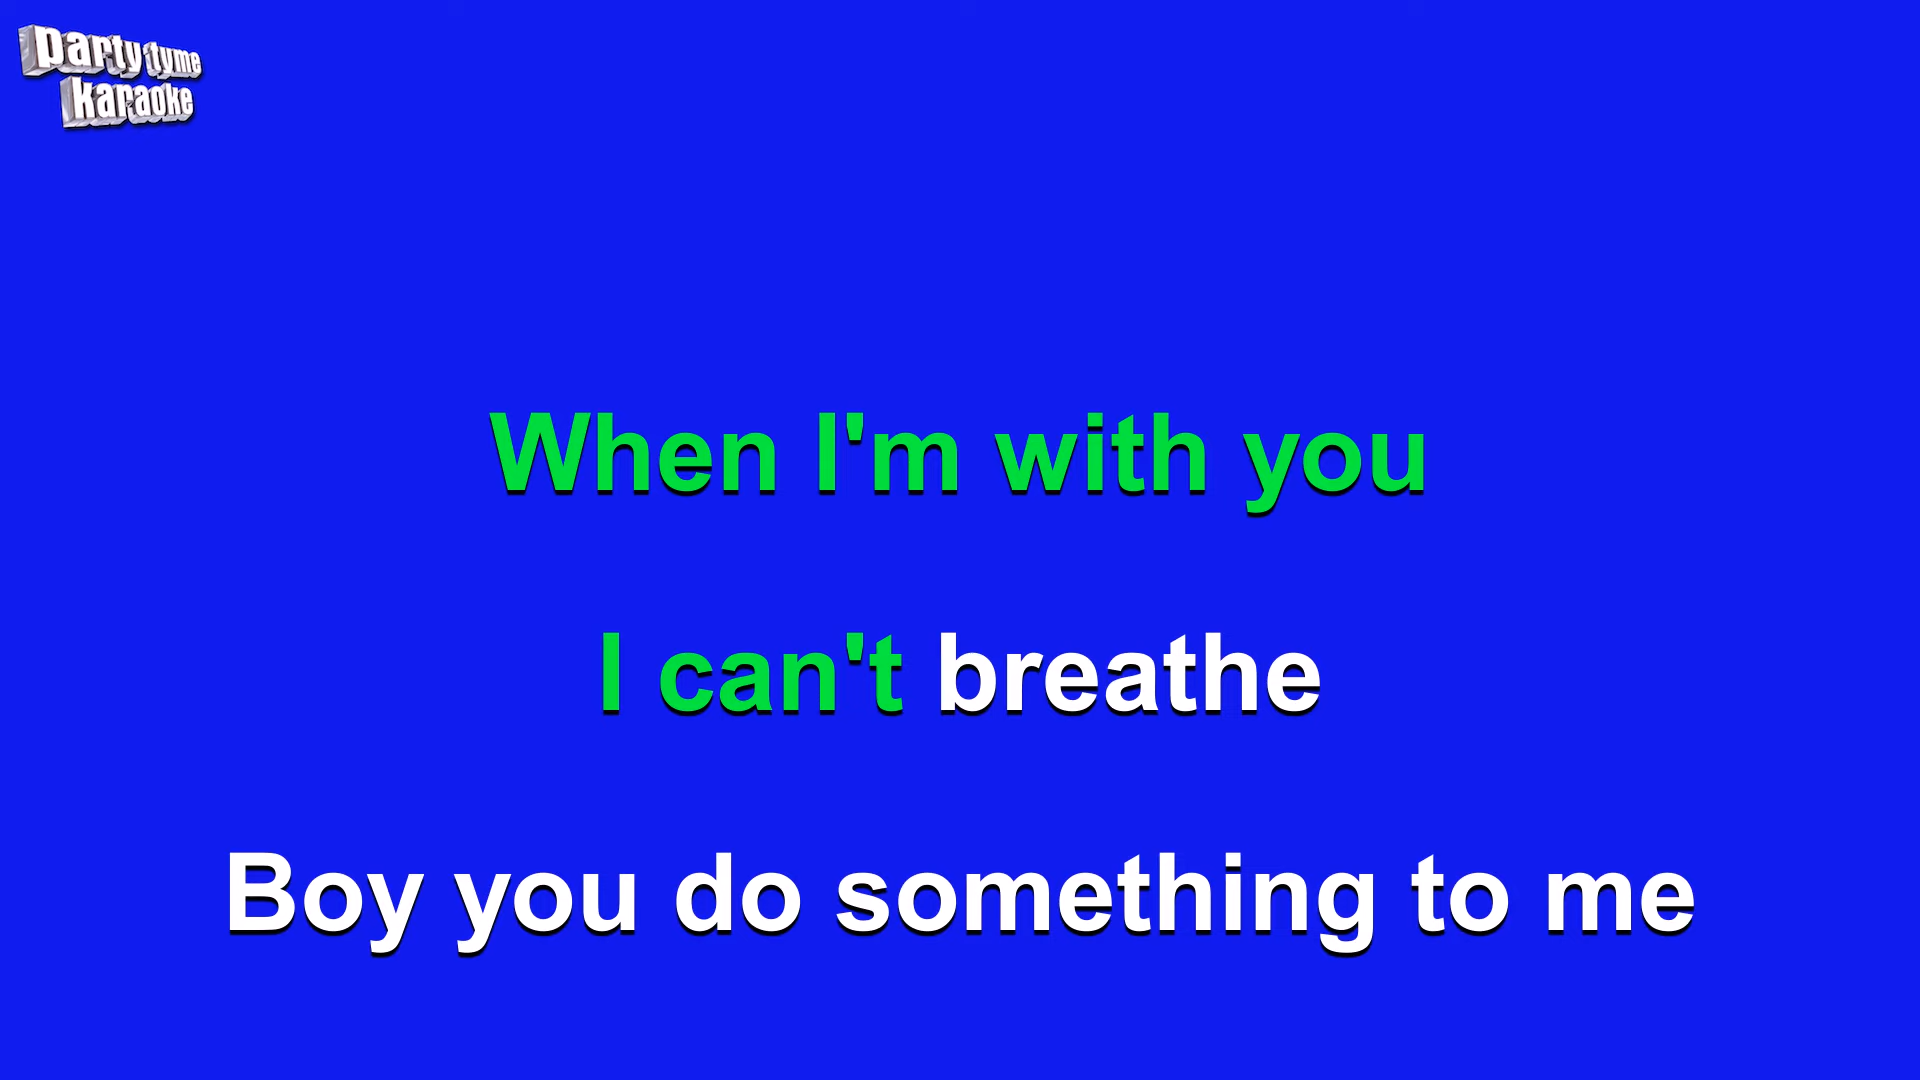 party tyme
karaoke
When I'm with you
I can't breathe
Boy you do something to me